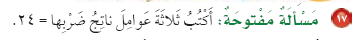 ١٧ مَسْأَلَةٌ مَفْتُوحَةٌ: أَكْتُبُ ثَلاثَةَ عَوامِلَ ناتِجُ ضَرْبِها = ٢٤.